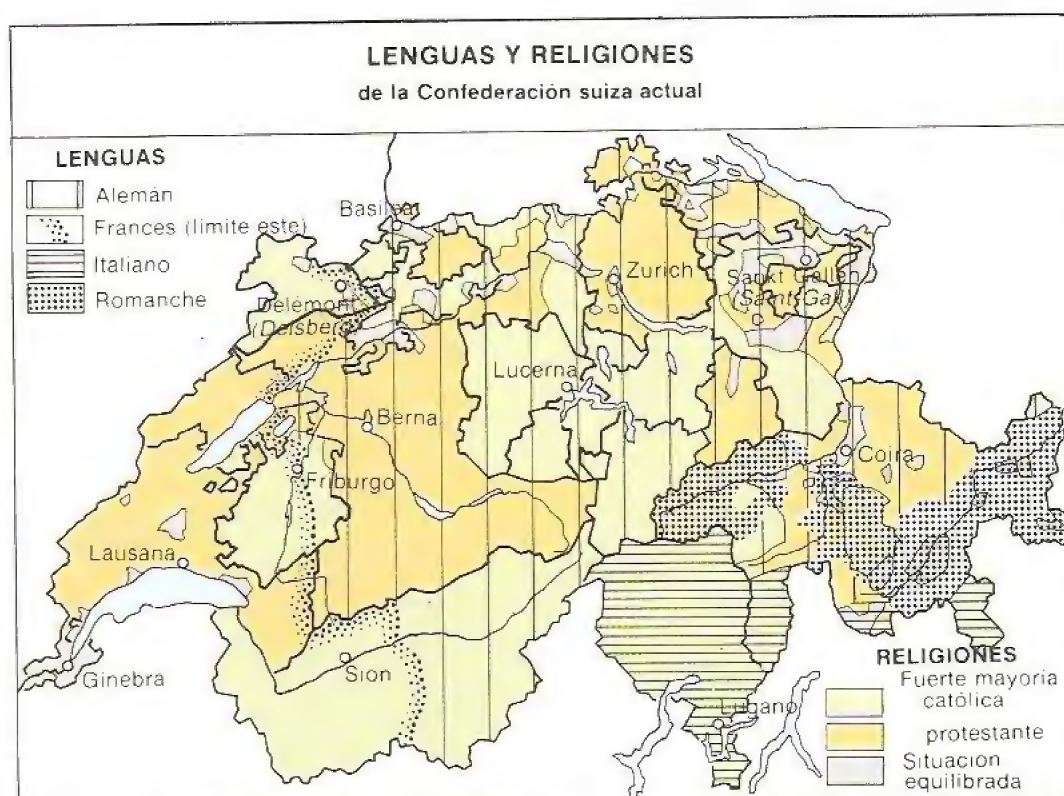 LENGUAS Y RELIGIONES
de la Confederación suiza actual
LENGUAS
Alemán
Frances (limite este)
Italiano
Romanche
Basilea
Delémont
(Delsberg)
Zurich
Sankt Gallen
(Saint-Gall)
Lucerna
Berna
Friburgo
Coira
Lausana
Ginebra
Sion
Lugano
RELIGIONES
Fuerte mayoria
católica
protestante
Situación
equilibrada